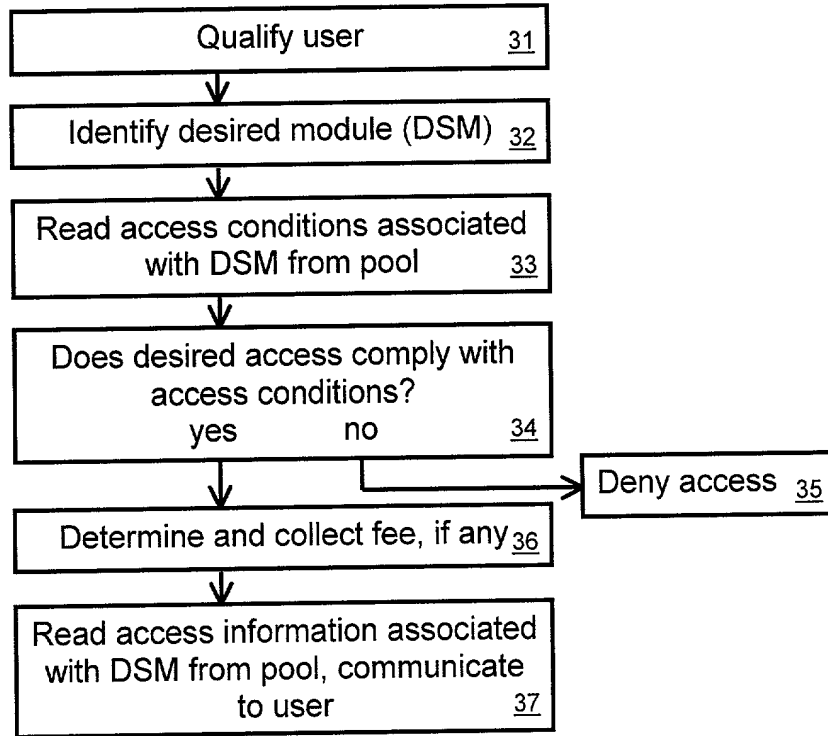 Qualify user 31
Identify desired module (DSM) 32
Read access conditions associated
with DSM from pool 33
Does desired access comply with
access conditions?
yes no 34
Deny access 35
Determine and collect fee, if any 36
Read access information associated
with DSM from pool, communicate
to user 37